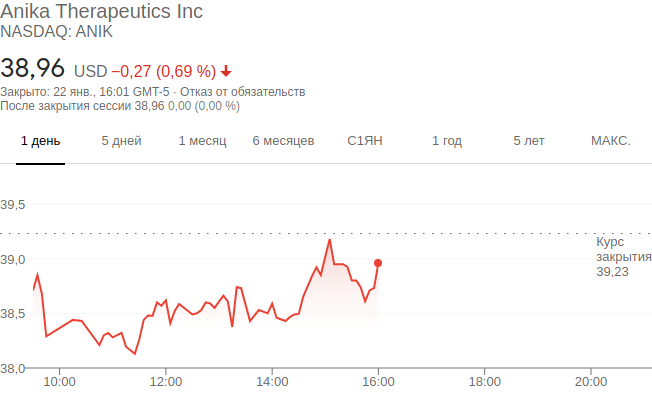 Anika Therapeutics Inc
NASDAQ: ANIK
38,96 USD −0,27 (0,69 %)
Закрыто: 22 янв., 16:01 GMT-5 · Отказ от обязательств
После закрытия сессии 38,96 0,00 (0,00 %)
1 день 5 дней 1 месяц 6 месяцев С1ЯН 1 год 5 лет МАКС.
39,5
Курс
закрытия
39,23
39,0
38,5
38,0
10:00 12:00 14:00 16:00 18:00 20:00